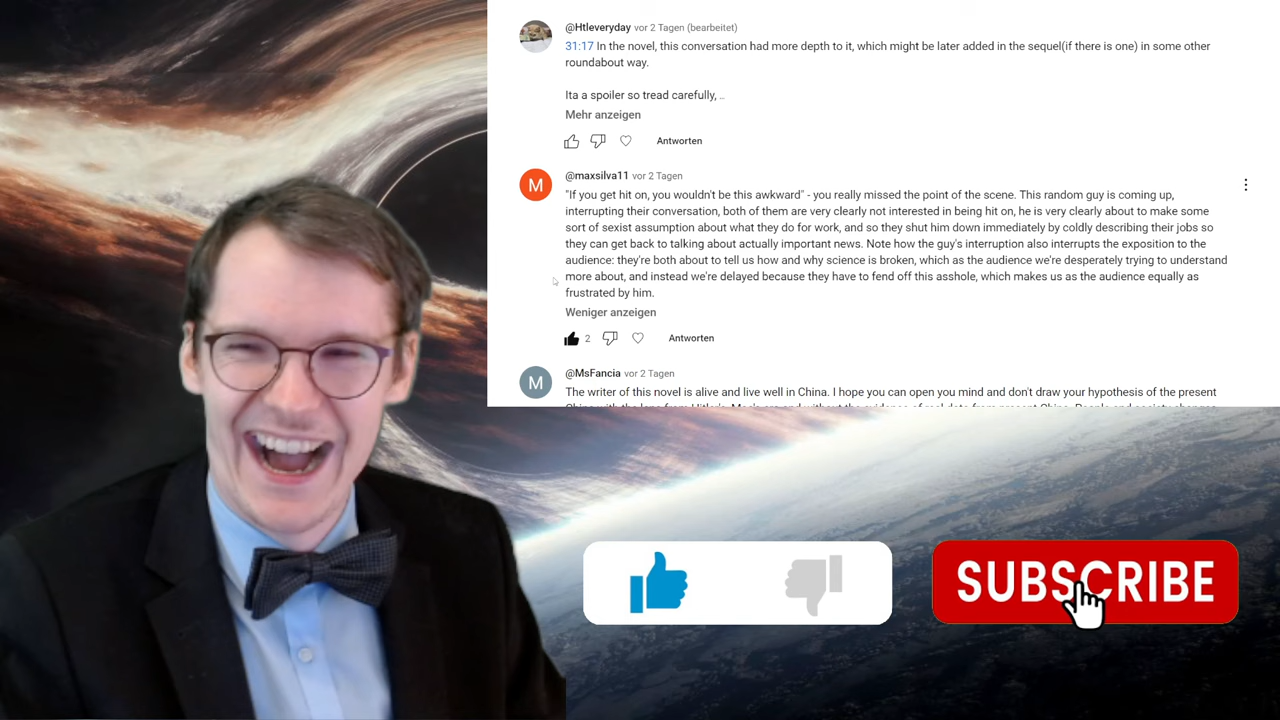 @Htleveryday vor 2 Tagen (bearbeitet)
31:17 In the novel, this conversation had more depth to it, which might be later added in the sequel(if there is one) in some other
roundabout way.
Ita a spoiler so tread carefully, ..
Mehr anzeigen
Antworten
M
@maxsilva11 vor 2 Tagen
"If you get hit on, you wouldn't be this awkward" - you really missed the point of the scene. This random guy is coming up,
interrupting their conversation, both of them are very clearly not interested in being hit on, he is very clearly about to make some
sort of sexist assumption about what they do for work, and so they shut him down immediately by coldly describing their jobs so
they can get back to talking about actually important news. Note how the guy's interruption also interrupts the exposition to the
audience: they're both about to tell us how and why science is broken, which as the audience we're desperately trying to understand
more about, and instead we're delayed because they have to fend off this asshole, which makes us as the audience equally as
frustrated by him.
Weniger anzeigen
2 Antworten
M
@MsFancia vor 2 Tagen
The writer of this novel is alive and live well in China. I hope you can open you mind and don't draw your hypothesis of the present
SUBSCRIBE